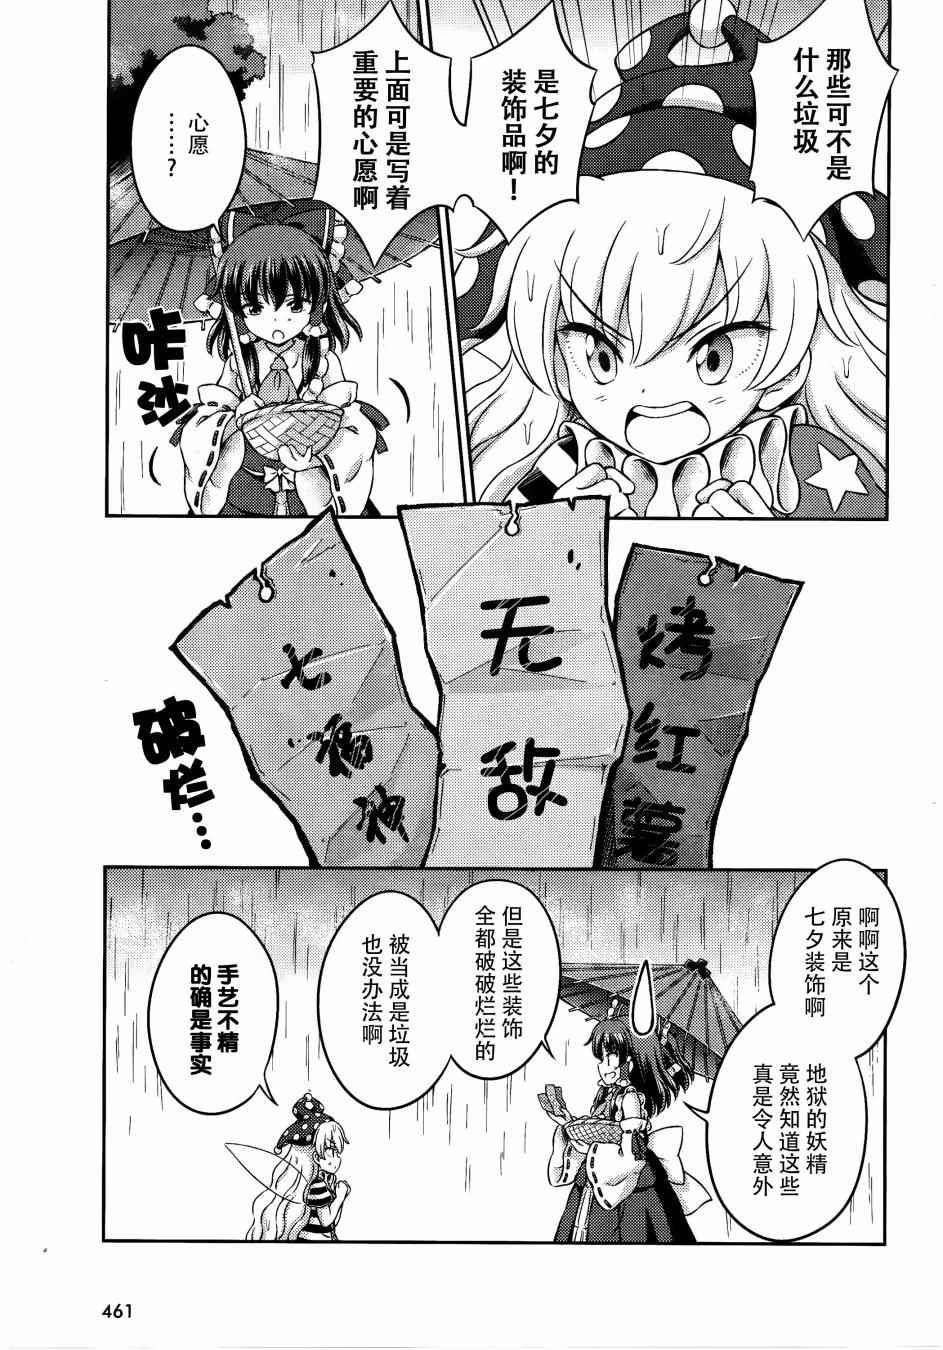 那些可不是
什么垃圾
是七夕的
装饰品啊！
上面可是写着
重要的心愿啊
心愿
……？
咔沙
烤红薯
无敌
七福神
破烂…
啊啊这个
原来是
七夕装饰啊
地狱的妖精
竟然知道这些
真是令人意外
但是这些装饰
全都破破烂烂的
被当成是垃圾
也没办法啊
手艺不精
的确是事实
461